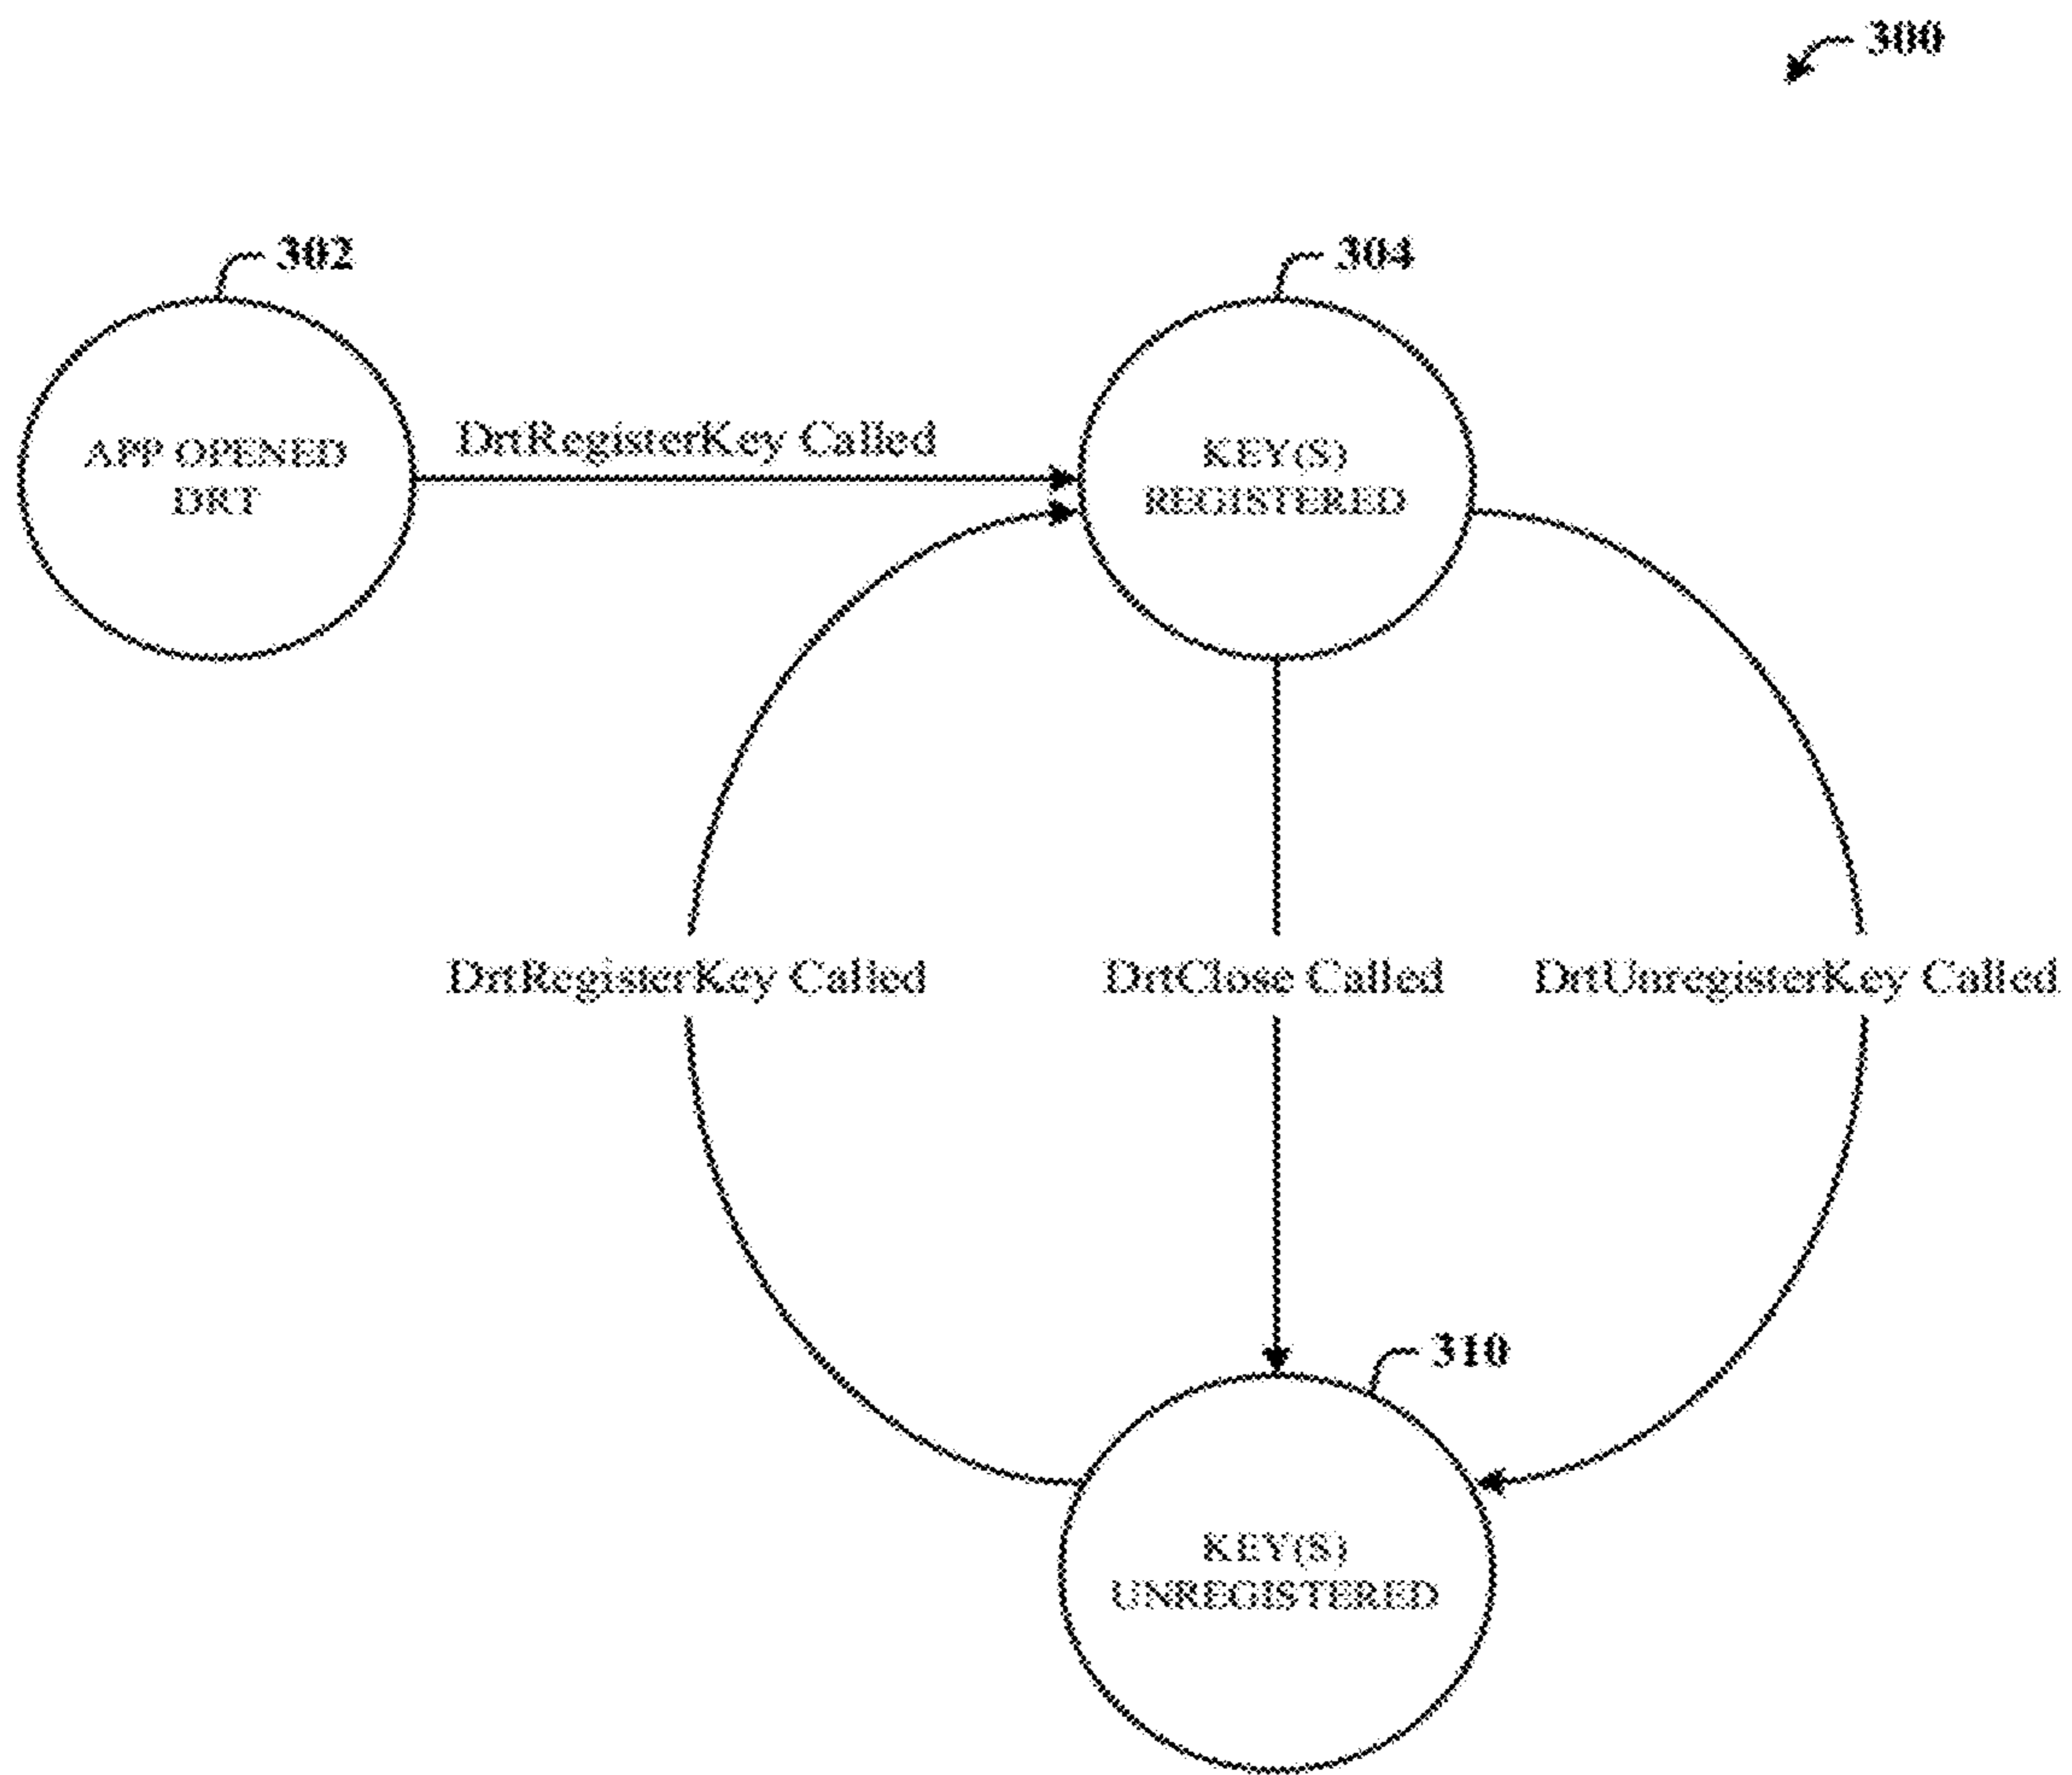 300
302
304
APP OPENED
DRT
DrtRegisterKey Called
KEY(S)
REGISTERED
DrtRegisterKey Called
DrtClose Called
DrtUnregisterKey Called
310
KEY(S)
UNREGISTERED